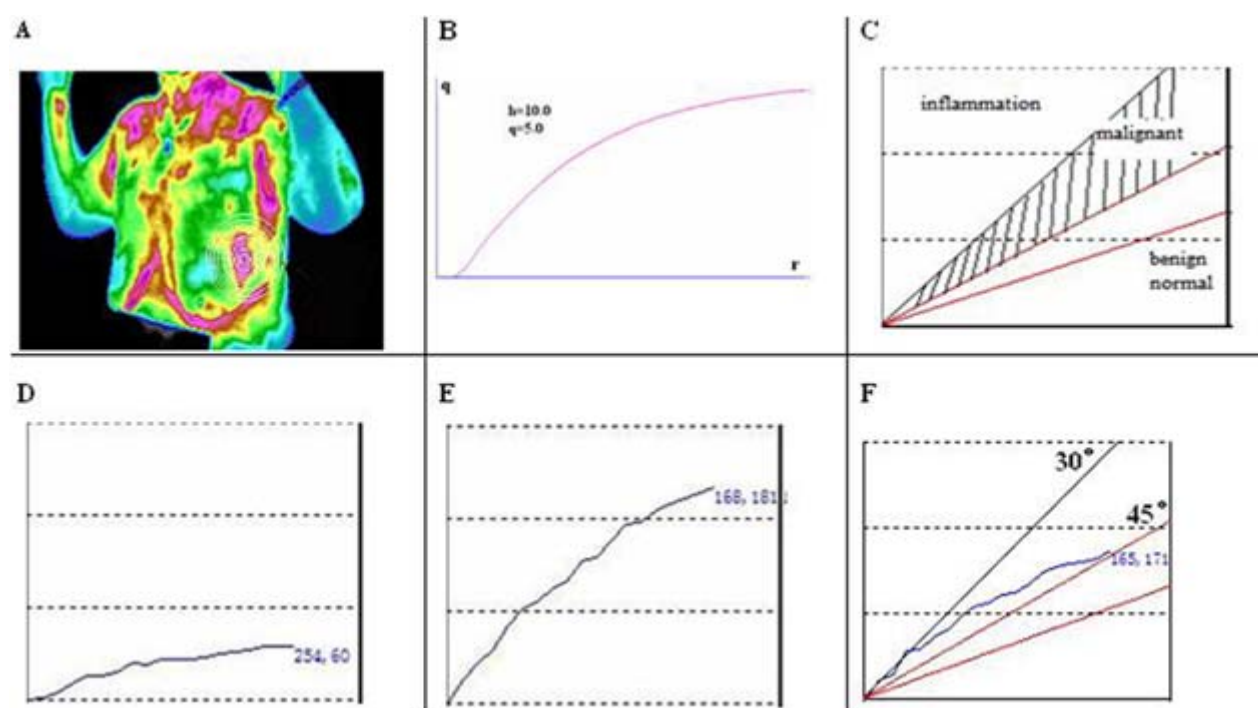 A
B
q
h=10.0
q=5.0
r
C
inflammation
malignant
benign
normal
D
254, 60
E
168, 181
F
30°
45°
165, 171